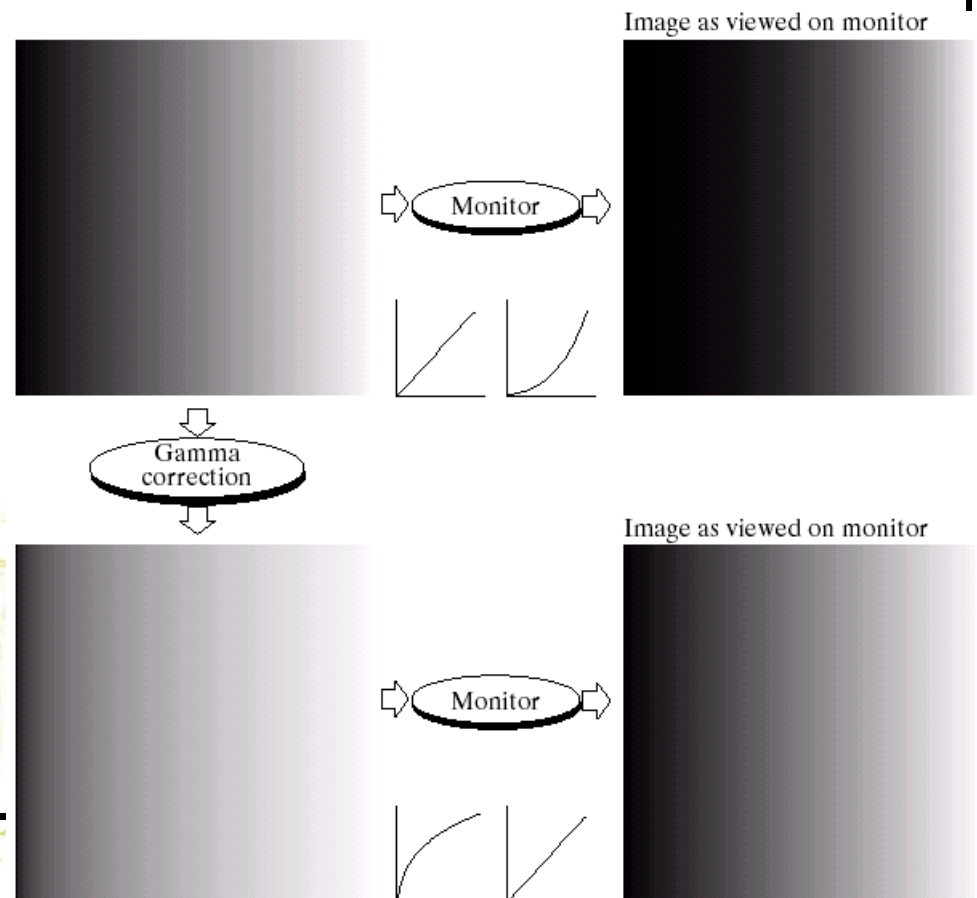 Image as viewed on monitor
Monitor
Gamma
correction
Image as viewed on monitor
Monitor